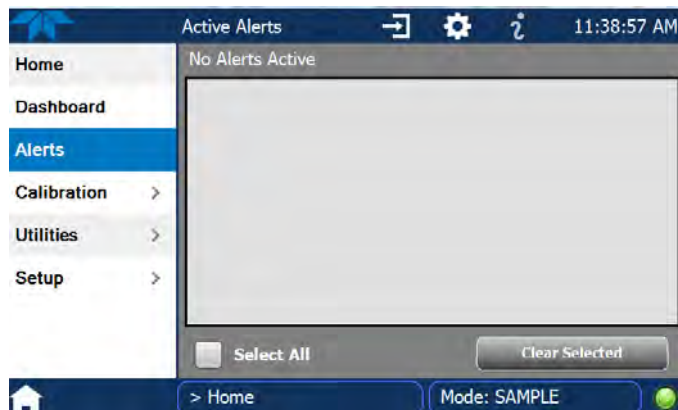 Active Alerts
11:38:57 AM
Home
Dashboard
Alerts
Calibration >
Utilities >
Setup >
No Alerts Active
Select All
Clear Selected
> Home
Mode: SAMPLE